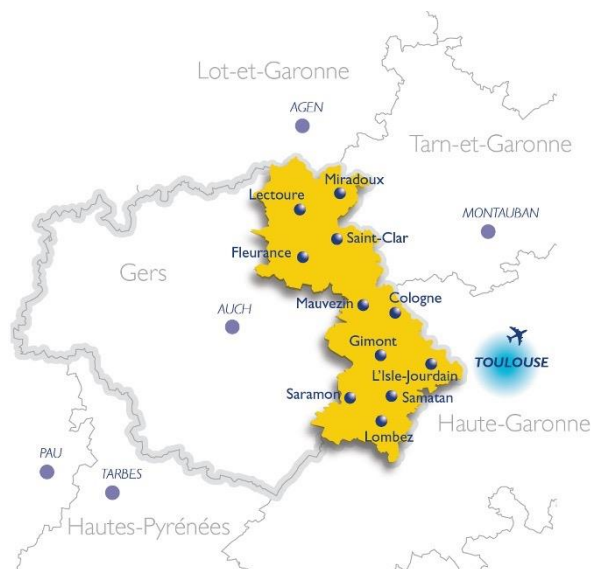 Lot-et-Garonne
AGEN
Tarn-et-Garonne
Miradoux
Lectoure
MONTAUBAN
Saint-Clar
Fleurance
Gers
Mauvezin
Cologne
AUCH
Gimont
TOULOUSE
L'Isle-Jourdain
Saramon
Samatan
Haute-Garonne
Lombez
PAU
TARBES
Hautes-Pyrénées